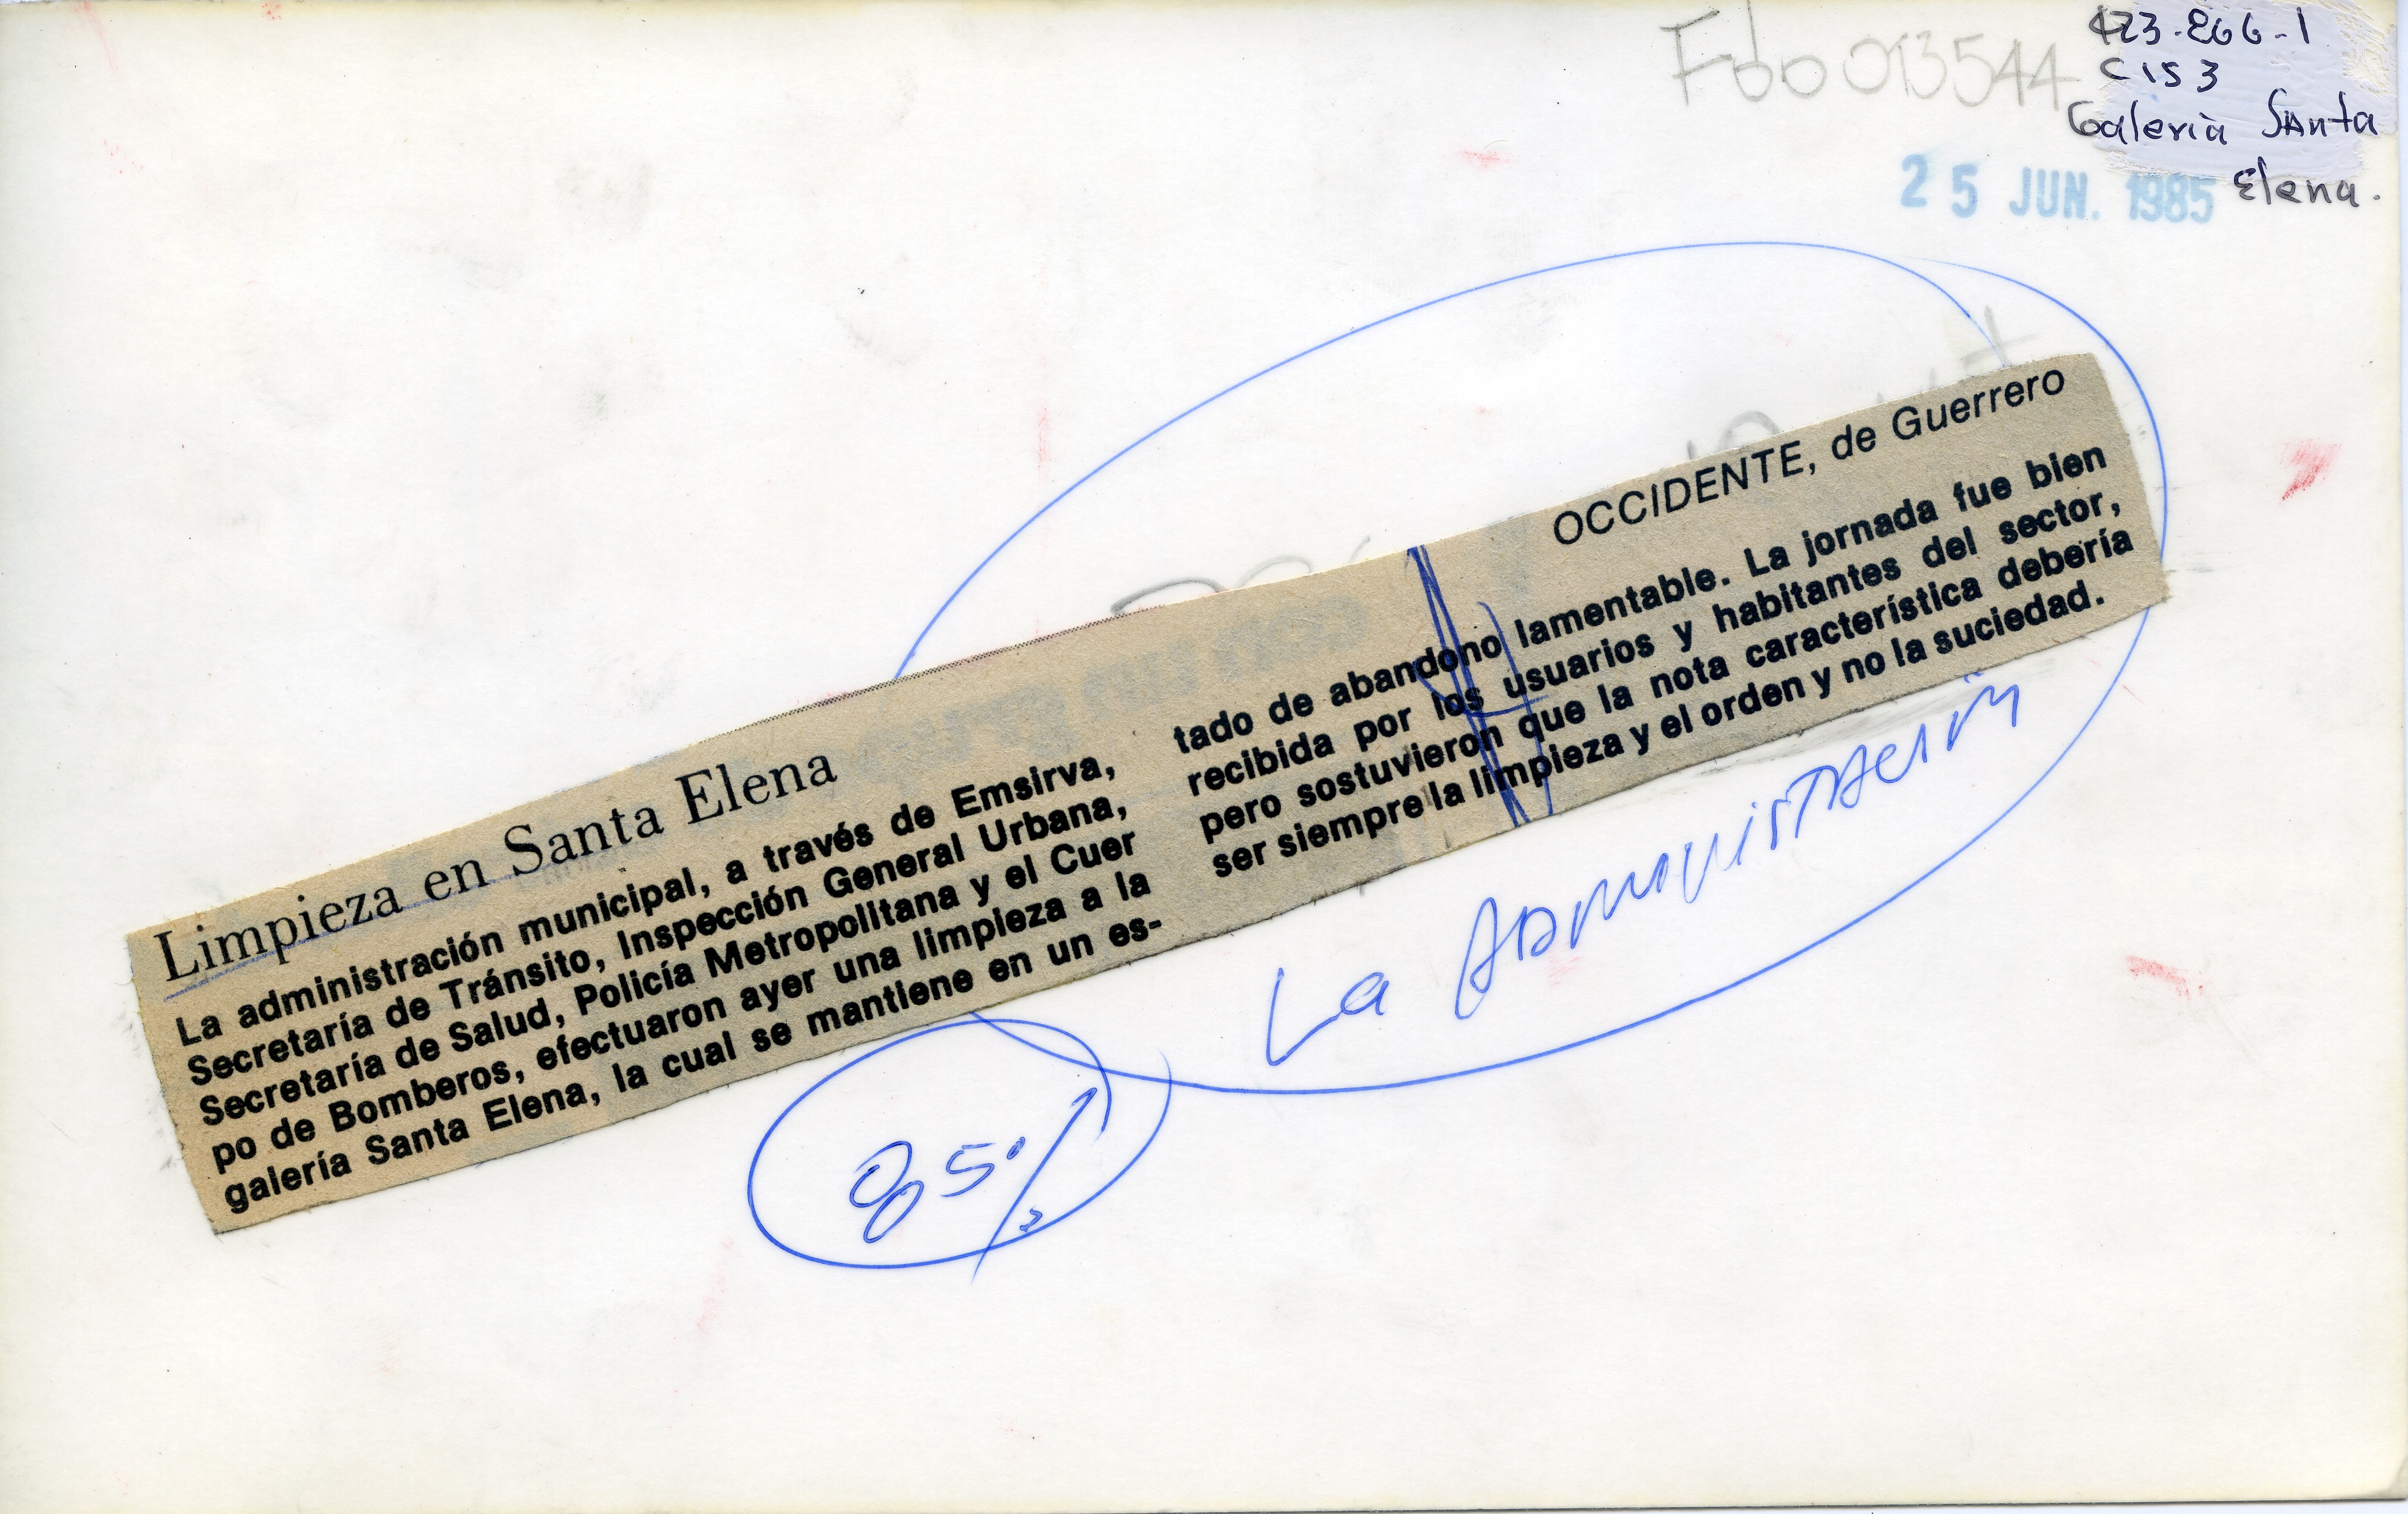 423-266-1
C153
Galería Santa
Elena.
Fbo 013544
25 JUN. 1985
OCCIDENTE, de Guerrero
Limpieza en Santa Elena
La administración municipal, a través de Emsirva,
Secretaría de Tránsito, Inspección General Urbana,
Secretaría de Salud, Policía Metropolitana y el Cuer
po de Bomberos, efectuaron ayer una limpieza a la
galería Santa Elena, la cual se mantiene en un es-
tado de abandono lamentable. La jornada fue bien
recibida por los usuarios y habitantes del sector,
pero sostuvieron que la nota característica debería
ser siempre la limpieza y el orden y no la suciedad.
La Administración